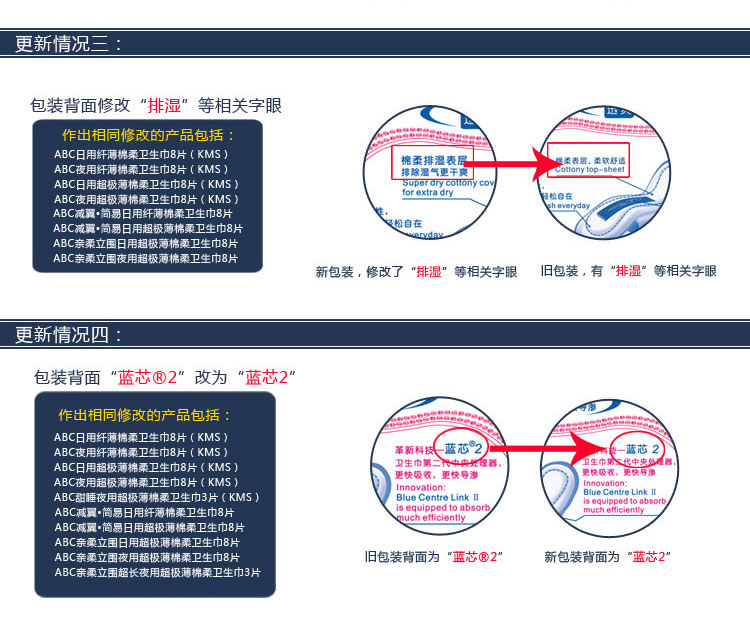 更新情况三：
包装背面修改“排湿”等相关字眼
作出相同修改的产品包括：
ABC日用纤薄棉柔卫生巾8片（KMS）
ABC夜用纤薄棉柔卫生巾8片（KMS）
ABC日用超极薄棉柔卫生巾8片（KMS）
ABC夜用超极薄棉柔卫生巾8片（KMS）
ABC减翼•简易日用纤薄棉柔卫生巾8片
ABC减翼•简易日用超极薄棉柔卫生巾8片
ABC亲柔立围日用超极薄棉柔卫生巾8片
ABC亲柔立围夜用超极薄棉柔卫生巾8片
棉柔排湿表层
排除湿气更干爽
Super dry cottony cov
for extra dry
性，
轻松自在
veryday
新包装，修改了“排湿”等相关字眼
棉柔表层，柔软舒适
Cottony top-sheet
轻松自在
sh everyday
旧包装，有“排湿”等相关字眼
更新情况四：
包装背面“蓝芯®2”改为“蓝芯2”
作出相同修改的产品包括：
ABC日用纤薄棉柔卫生巾8片（KMS）
ABC夜用纤薄棉柔卫生巾8片（KMS）
ABC日用超极薄棉柔卫生巾8片（KMS）
ABC夜用超极薄棉柔卫生巾8片（KMS）
ABC甜睡夜用超极薄棉柔卫生巾3片（KMS）
ABC减翼•简易日用纤薄棉柔卫生巾8片
ABC减翼•简易日用超极薄棉柔卫生巾8片
ABC亲柔立围日用超极薄棉柔卫生巾8片
ABC亲柔立围夜用超极薄棉柔卫生巾8片
ABC亲柔立围超长夜用超极薄棉柔卫生巾3片
革新科技—蓝芯®2
卫生巾第二代中央处理器，
更快吸收，更快导渗
Innovation:
Blue Centre Link Ⅱ
is equipped to absorb
much efficiently
旧包装背面为“蓝芯®2”
导渗
科技—蓝芯 2
卫生巾第二代中央处理器，
更快吸收，更快导渗
Innovation:
Blue Centre Link Ⅱ
is equipped to absorb
much efficiently
新包装背面为“蓝芯2”